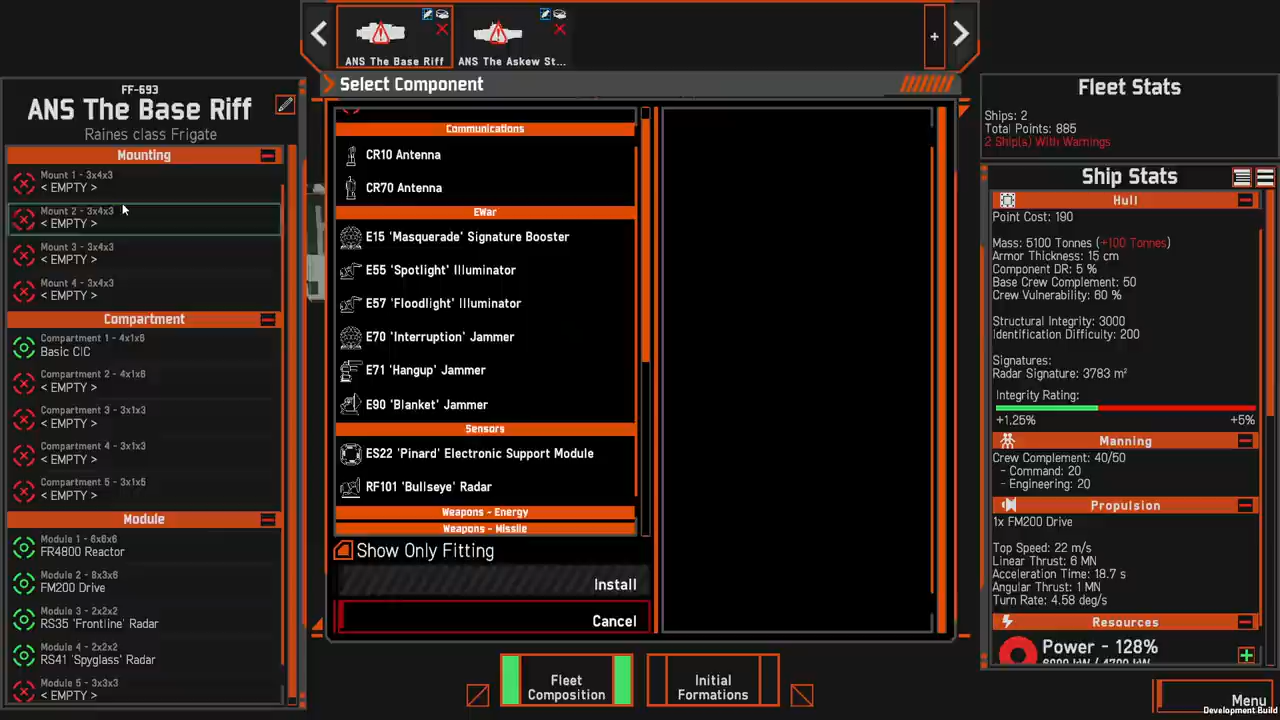 ANS The Base Riff
ANS The Askew St...
+
Select Component
FF-693
ANS The Base Riff
Raines class Frigate
Mounting
Mount 1 - 3x4x3
< EMPTY >
Mount 2 - 3x4x3
< EMPTY >
Mount 3 - 3x4x3
< EMPTY >
Mount 4 - 3x4x3
< EMPTY >
Compartment
Compartment 1 - 4x1x6
Basic CIC
Compartment 2 - 4x1x6
< EMPTY >
Compartment 3 - 3x1x3
< EMPTY >
Compartment 4 - 3x1x3
< EMPTY >
Compartment 5 - 3x1x5
< EMPTY >
Module
Module 1 - 6x6x6
FR4800 Reactor
Module 2 - 8x3x6
FM200 Drive
Module 3 - 2x2x2
RS35 'Frontline' Radar
Module 4 - 2x2x2
RS41 'Spyglass' Radar
Module 5 - 3x3x3
< EMPTY >
Communications
CR10 Antenna
CR70 Antenna
EWar
E15 'Masquerade' Signature Booster
E55 'Spotlight' Illuminator
E57 'Floodlight' Illuminator
E70 'Interruption' Jammer
E71 'Hangup' Jammer
E90 'Blanket' Jammer
Sensors
ES22 'Pinard' Electronic Support Module
RF101 'Bullseye' Radar
Weapons - Energy
Weapons - Missile
Show Only Fitting
Install
Cancel
Fleet Composition
Initial Formations
Fleet Stats
Ships: 2
Total Points: 885
2 Ship(s) With Warnings
Ship Stats
Hull
Point Cost: 190
Mass: 5100 Tonnes (+100 Tonnes)
Armor Thickness: 15 cm
Component DR: 5 %
Base Crew Complement: 50
Crew Vulnerability: 80 %
Structural Integrity: 3000
Identification Difficulty: 200
Signatures:
Radar Signature: 3783 m²
Integrity Rating:
+1.25% +5%
Manning
Crew Complement: 40/50
- Command: 20
- Engineering: 20
Propulsion
1x FM200 Drive
Top Speed: 22 m/s
Linear Thrust: 6 MN
Acceleration Time: 18.7 s
Angular Thrust: 1 MN
Turn Rate: 4.58 deg/s
Resources
Power - 128%
Menu
Development Build